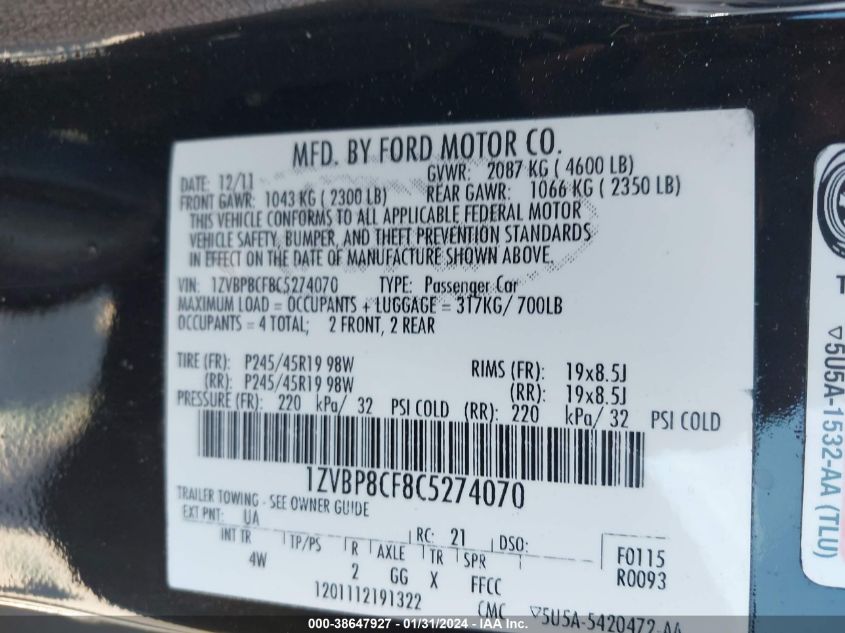 MFD. BY FORD MOTOR CO.
DATE: 12/11 GVWR: 2087 KG ( 4600 LB)
FRONT GAWR: 1043 KG ( 2300 LB) REAR GAWR: 1066 KG ( 2350 LB)
THIS VEHICLE CONFORMS TO ALL APPLICABLE FEDERAL MOTOR
VEHICLE SAFETY, BUMPER, AND THEFT PREVENTION STANDARDS
IN EFFECT ON THE DATE OF MANUFACTURE SHOWN ABOVE.
VIN: 1ZVBP8CF8C5274070 TYPE: Passenger Car
MAXIMUM LOAD = OCCUPANTS + LUGGAGE = 317KG/ 700LB
OCCUPANTS = 4 TOTAL; 2 FRONT, 2 REAR
TIRE (FR): P245/45R19 98W RIMS (FR): 19x8.5J
(RR): P245/45R19 98W (RR): 19x8.5J
PRESSURE (FR): 220 kPa/ 32 PSI COLD (RR): 220 kPa/ 32 PSI COLD
1ZVBP8CF8C5274070
TRAILER TOWING - SEE OWNER GUIDE
EXT PNT: UA RC: 21 DSO:
INT TR TP/PS R AXLE TR SPR F0115
4W 2 GG X FFCC R0093
1201112191322 CMC ▽5U5A-5420472-AA
T
▽5U5A-1532-AA (TLU)
000-38647927 - 01/31/2024 - IAA Inc.